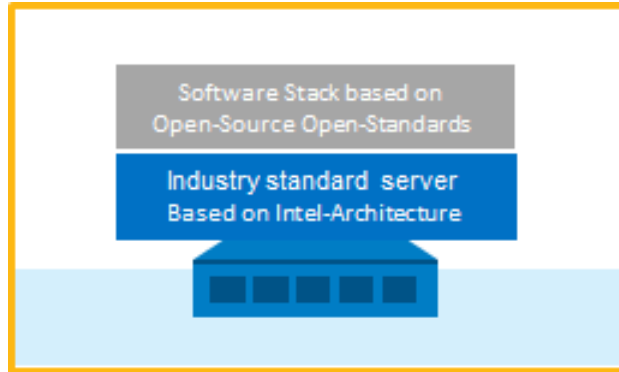 Software Stack based on
Open-Source Open-Standards
Industry standard server
Based on Intel-Architecture